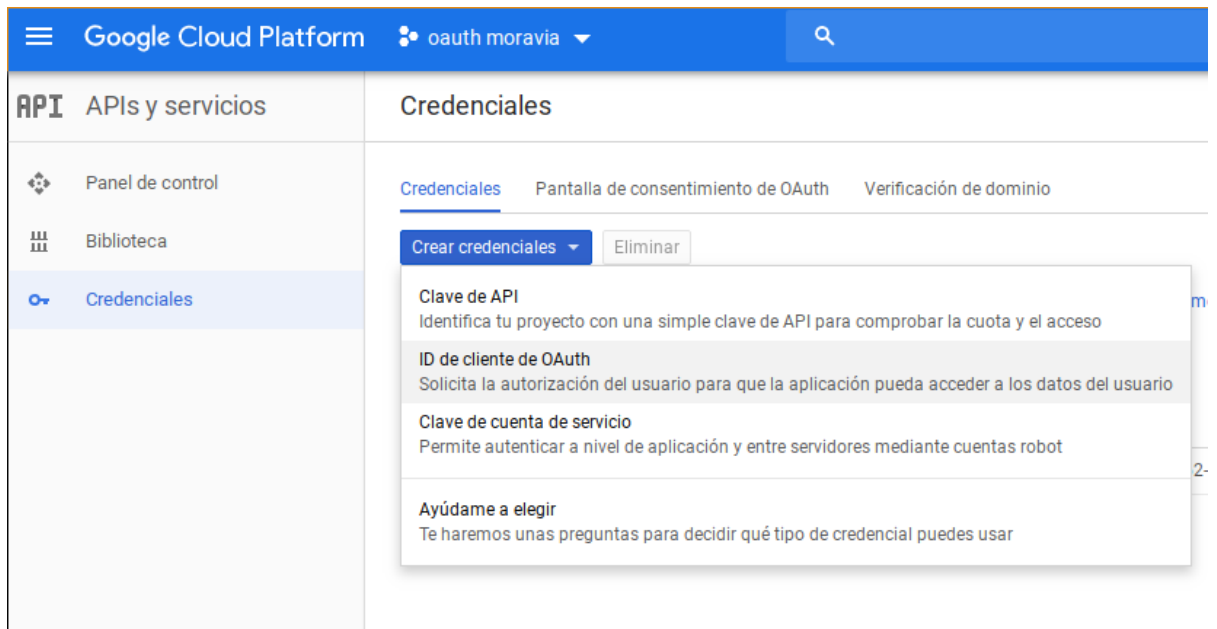 Google Cloud Platform oauth moravia
API APIs y servicios
Credenciales
Panel de control
Biblioteca
Credenciales
Credenciales Pantalla de consentimiento de OAuth Verificación de dominio
Crear credenciales Eliminar
Clave de API
Identifica tu proyecto con una simple clave de API para comprobar la cuota y el acceso
ID de cliente de OAuth
Solicita la autorización del usuario para que la aplicación pueda acceder a los datos del usuario
Clave de cuenta de servicio
Permite autenticar a nivel de aplicación y entre servidores mediante cuentas robot
Ayúdame a elegir
Te haremos unas preguntas para decidir qué tipo de credencial puedes usar